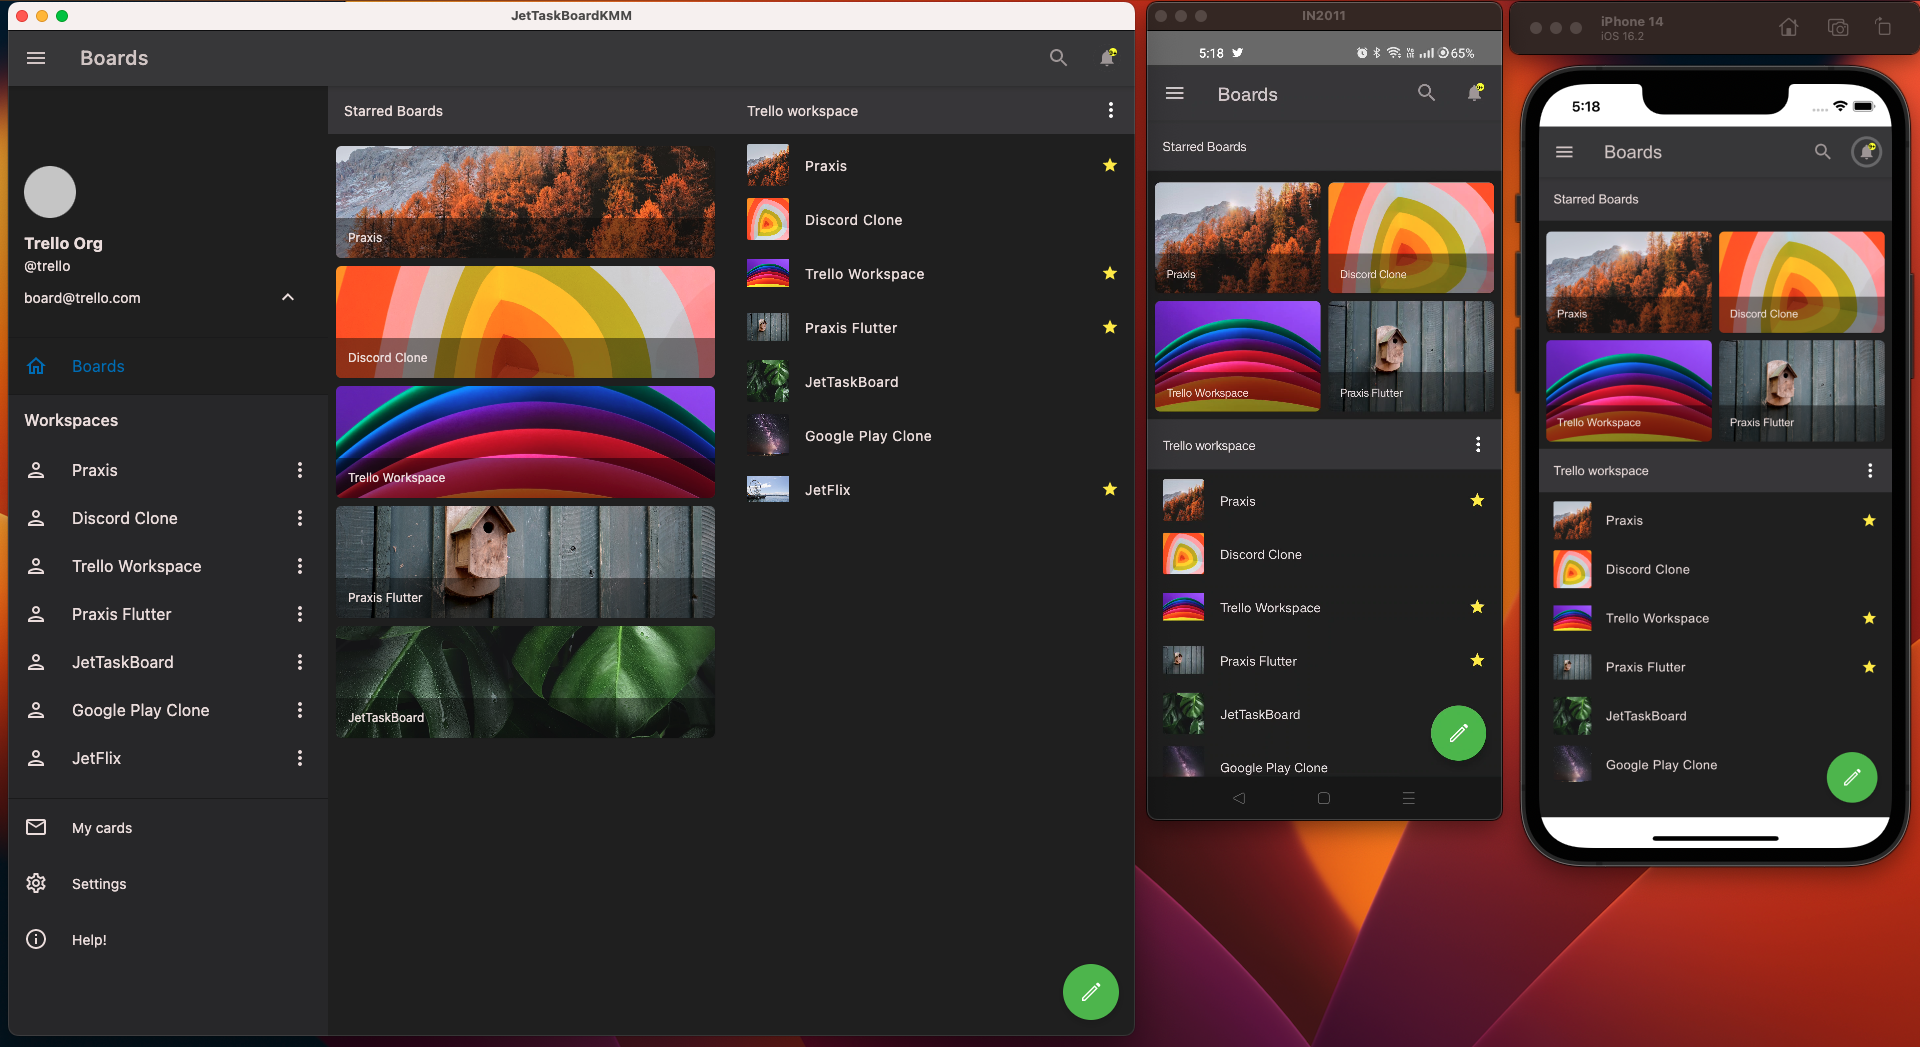 JetTaskBoardKMM
Boards
Trello Org
@trello
board@trello.com
Boards
Workspaces
Praxis
Discord Clone
Trello Workspace
Praxis Flutter
JetTaskBoard
Google Play Clone
JetFlix
My cards
Settings
Help!
Starred Boards
Praxis
Discord Clone
Trello Workspace
Praxis Flutter
JetTaskBoard
Trello workspace
Praxis
Discord Clone
Trello Workspace
Praxis Flutter
JetTaskBoard
Google Play Clone
JetFlix
IN2011
5:18 65%
Boards
Starred Boards
Praxis
Discord Clone
Trello Workspace
Praxis Flutter
Trello workspace
Praxis
Discord Clone
Trello Workspace
Praxis Flutter
JetTaskBoard
Google Play Clone
iPhone 14
iOS 16.2
5:18
Boards
Starred Boards
Praxis
Discord Clone
Trello Workspace
Praxis Flutter
Trello workspace
Praxis
Discord Clone
Trello Workspace
Praxis Flutter
JetTaskBoard
Google Play Clone